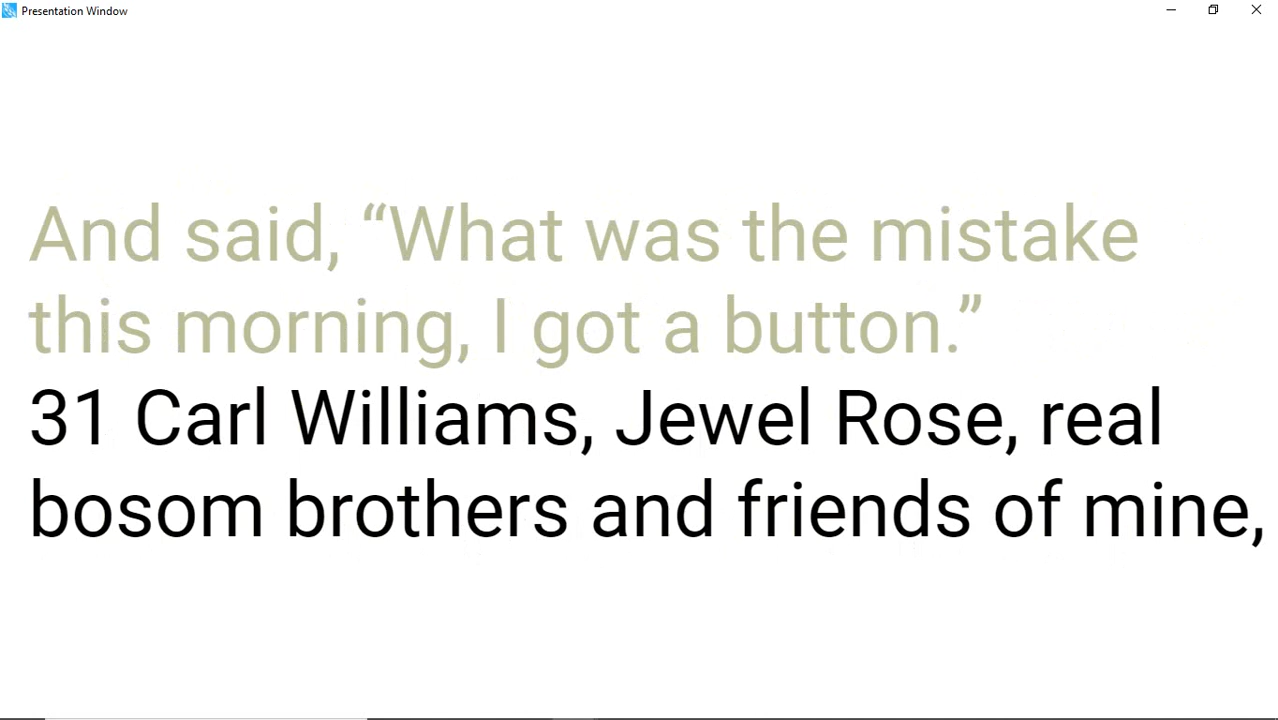 Presentation Window
And said, “What was the mistake
this morning, I got a button.”
31 Carl Williams, Jewel Rose, real
bosom brothers and friends of mine,